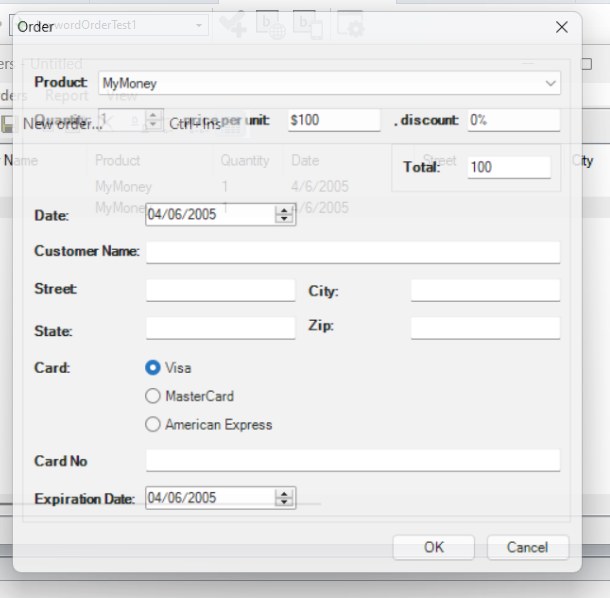 Order
wordOrderTest1
ers - Untitled
ders Report View
Product: MyMoney
Quantity: 1 price per unit: $100 , discount: 0%
New order... Ctrl+Ins
Name Product Quantity Date Street City
Total: 100
MyMoney 1 4/6/2005
MyMoney 1 4/6/2005
Date: 04/06/2005
Customer Name:
Street: City:
State: Zip:
Card: Visa
MasterCard
American Express
Card No
Expiration Date: 04/06/2005
OK Cancel